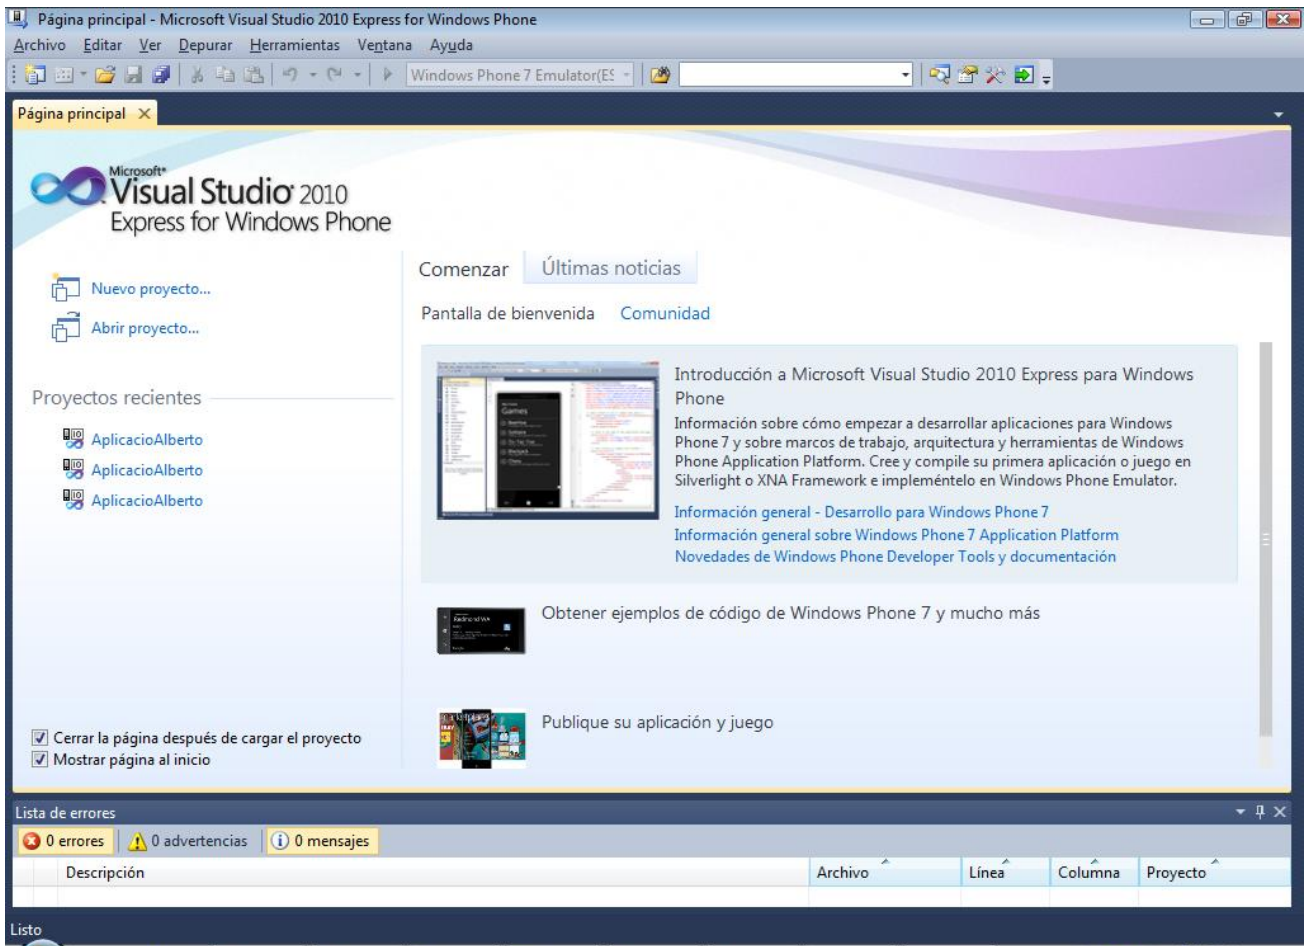 Página principal - Microsoft Visual Studio 2010 Express for Windows Phone
Archivo Editar Ver Depurar Herramientas Ventana Ayuda
Windows Phone 7 Emulator(ES
Página principal
Microsoft
Visual Studio 2010
Express for Windows Phone
Nuevo proyecto...
Abrir proyecto...
Proyectos recientes
AplicacioAlberto
AplicacioAlberto
AplicacioAlberto
Cerrar la página después de cargar el proyecto
Mostrar página al inicio
Comenzar Últimas noticias
Pantalla de bienvenida Comunidad
Games
Introducción a Microsoft Visual Studio 2010 Express para Windows
Phone
Información sobre cómo empezar a desarrollar aplicaciones para Windows
Phone 7 y sobre marcos de trabajo, arquitectura y herramientas de Windows
Phone Application Platform. Cree y compile su primera aplicación o juego en
Silverlight o XNA Framework e impleméntelo en Windows Phone Emulator.
Información general - Desarrollo para Windows Phone 7
Información general sobre Windows Phone 7 Application Platform
Novedades de Windows Phone Developer Tools y documentación
Redmond WA
Obtener ejemplos de código de Windows Phone 7 y mucho más
Publique su aplicación y juego
Lista de errores
0 errores 0 advertencias 0 mensajes
Descripción Archivo Línea Columna Proyecto
Listo